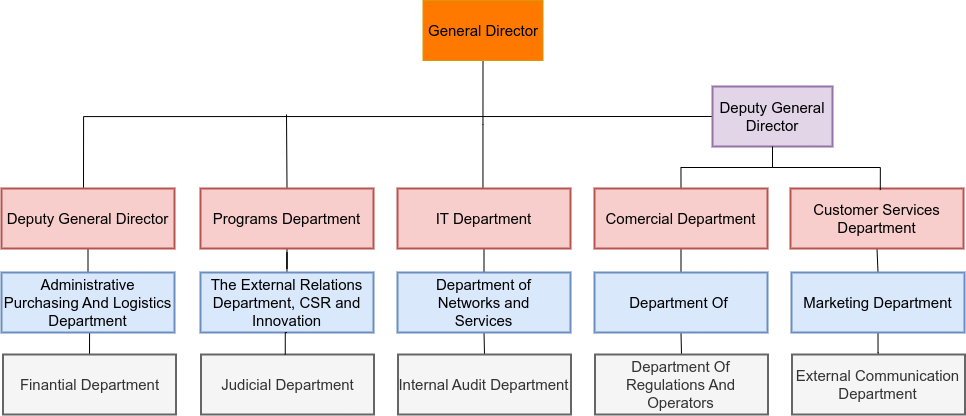 General Director
Deputy General
Director
Deputy General Director
Programs Department
IT Department
Comercial Department
Customer Services
Department
Administrative
Purchasing And Logistics
Department
The External Relations
Department, CSR and
Innovation
Department of
Networks and
Services
Department Of
Marketing Department
Finantial Department
Judicial Department
Internal Audit Department
Department Of
Regulations And
Operators
External Communication
Department